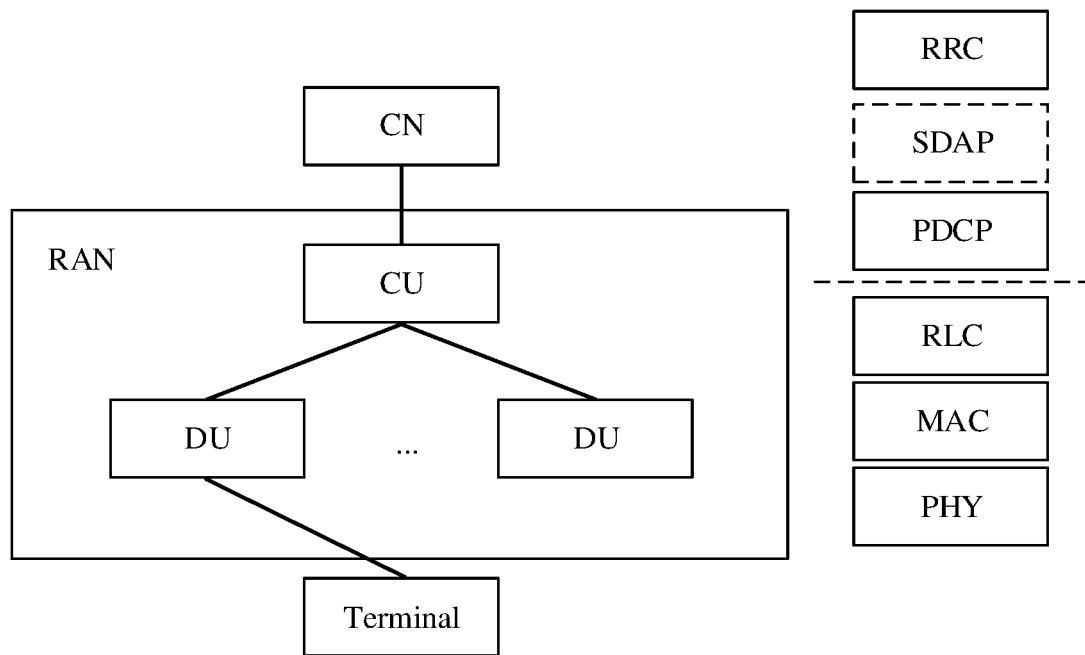 CN
RAN
CU
DU
...
DU
Terminal
RRC
SDAP
PDCP
RLC
MAC
PHY